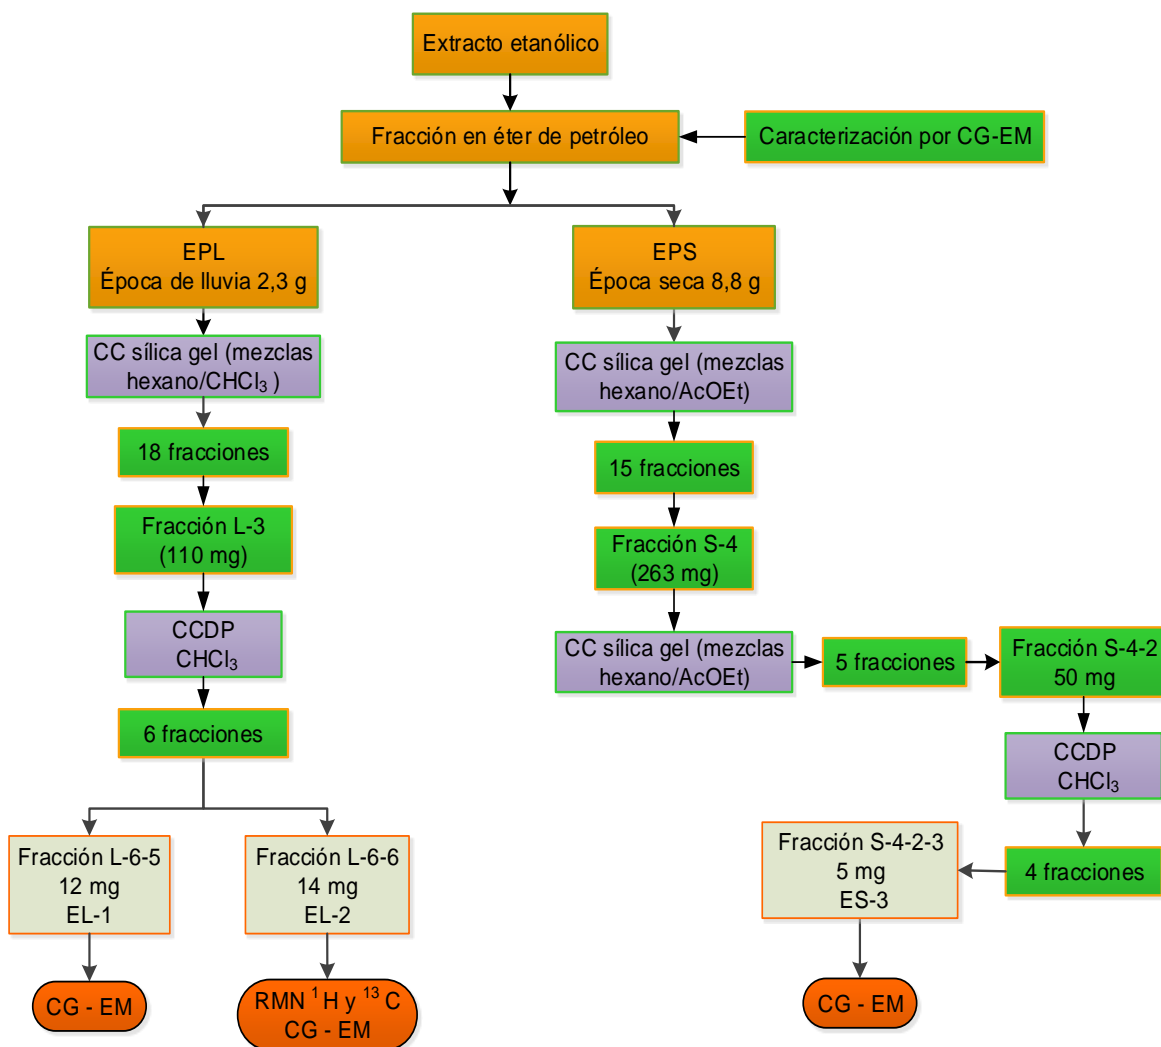 Extracto etanólico
Fracción en éter de petróleo
Caracterización por CG-EM
EPL
Época de lluvia 2,3 g
EPS
Época seca 8,8 g
CC sílica gel (mezclas
hexano/CHCl₃ )
CC sílica gel (mezclas
hexano/AcOEt)
18 fracciones
15 fracciones
Fracción L-3
(110 mg)
Fracción S-4
(263 mg)
CCDP
CHCl₃
CC sílica gel (mezclas
hexano/AcOEt)
5 fracciones
Fracción S-4-2
50 mg
6 fracciones
CCDP
CHCl₃
Fracción L-6-5
12 mg
EL-1
Fracción L-6-6
14 mg
EL-2
Fracción S-4-2-3
5 mg
ES-3
4 fracciones
CG - EM
RMN ¹ H y ¹³ C
CG - EM
CG - EM